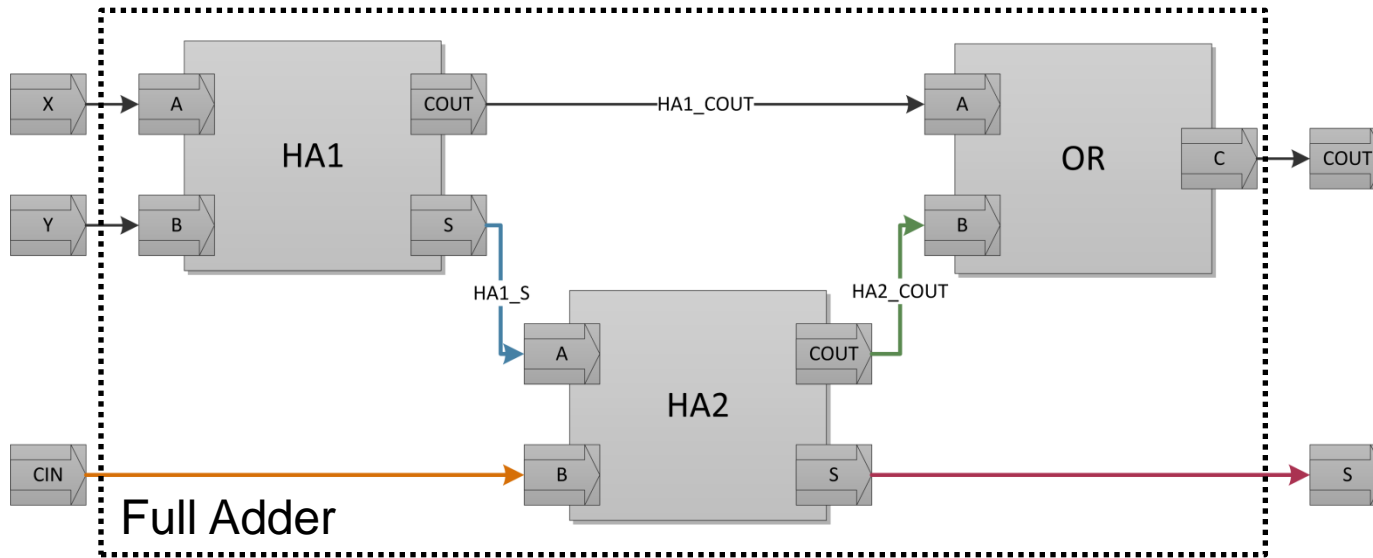 X
A
HA1
COUT
HA1_COUT
A
OR
C
COUT
Y
B
S
B
HA1_S
HA2_COUT
A
HA2
COUT
CIN
B
S
S
Full Adder